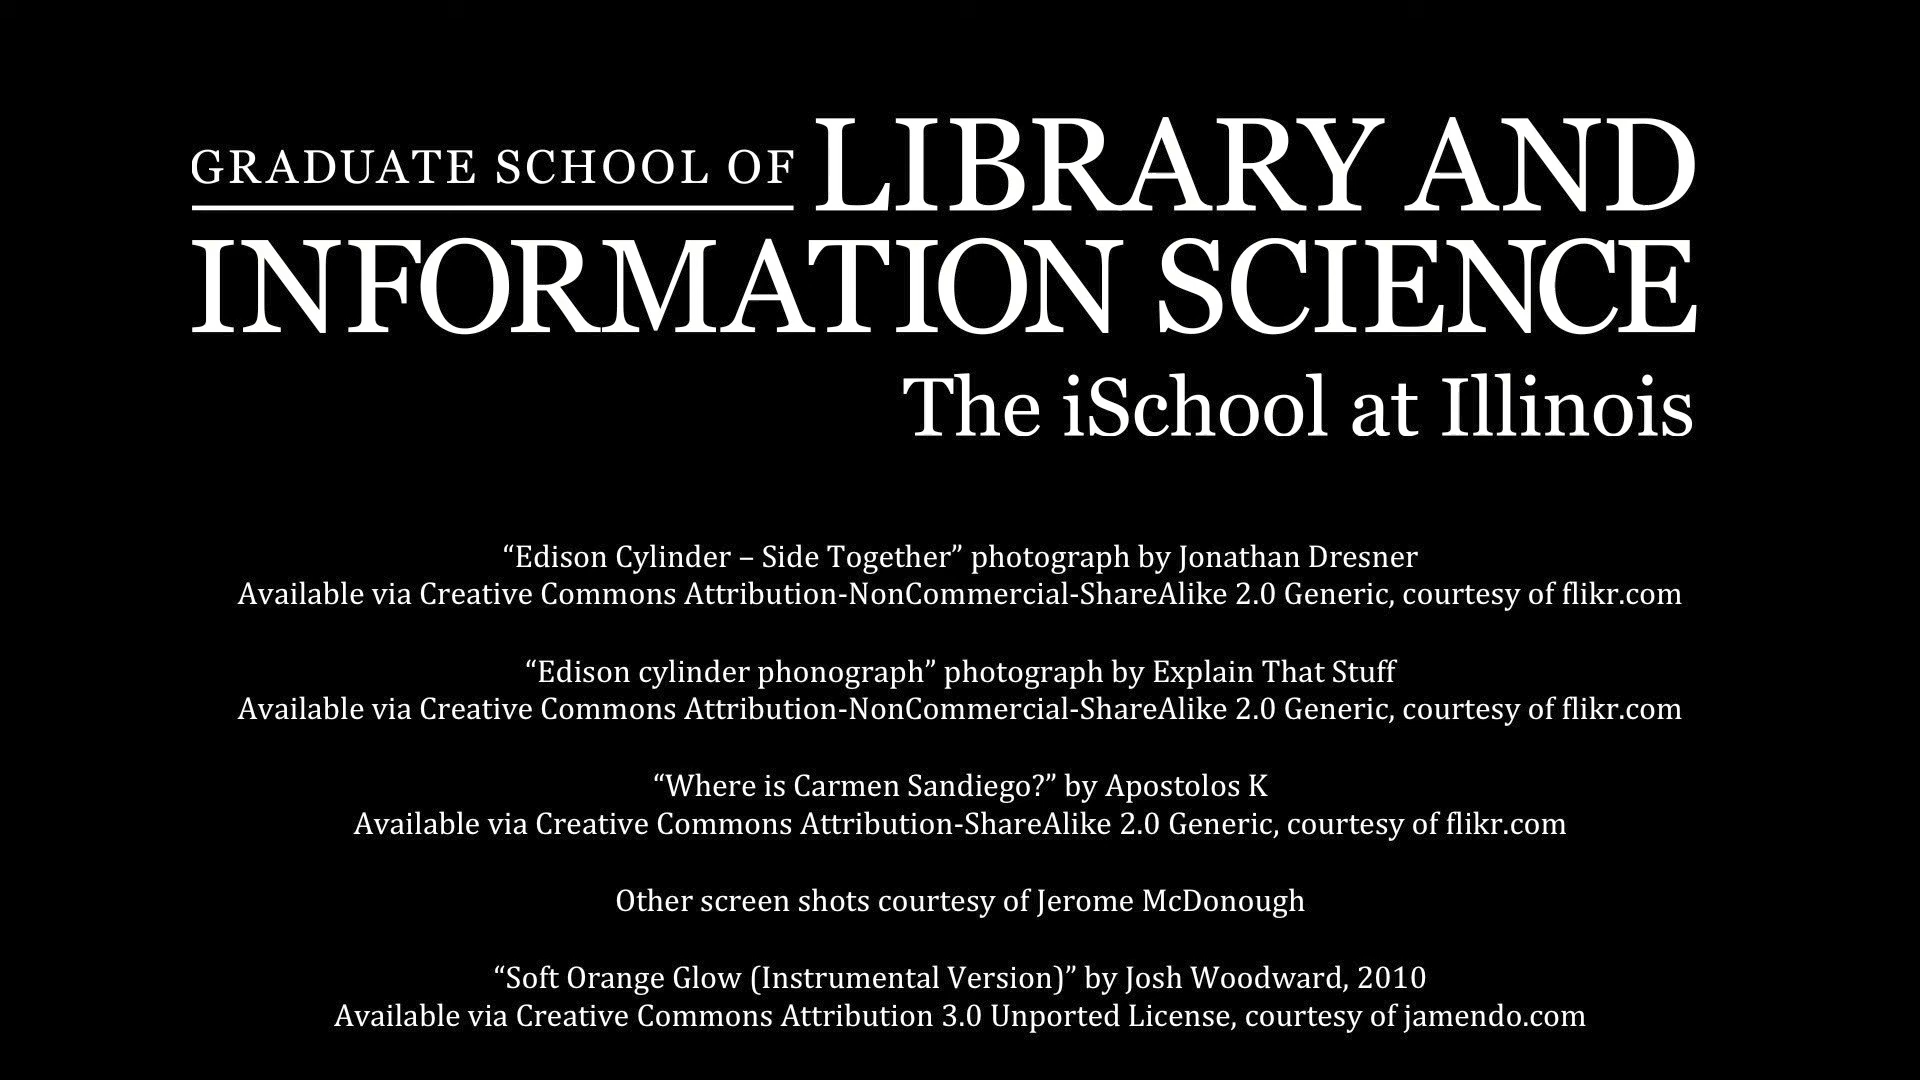 GRADUATE SCHOOL OF LIBRARY AND
INFORMATION SCIENCE
The iSchool at Illinois
“Edison Cylinder – Side Together” photograph by Jonathan Dresner
Available via Creative Commons Attribution-NonCommercial-ShareAlike 2.0 Generic, courtesy of flikr.com
“Edison cylinder phonograph” photograph by Explain That Stuff
Available via Creative Commons Attribution-NonCommercial-ShareAlike 2.0 Generic, courtesy of flikr.com
“Where is Carmen Sandiego?” by Apostolos K
Available via Creative Commons Attribution-ShareAlike 2.0 Generic, courtesy of flikr.com
Other screen shots courtesy of Jerome McDonough
“Soft Orange Glow (Instrumental Version)” by Josh Woodward, 2010
Available via Creative Commons Attribution 3.0 Unported License, courtesy of jamendo.com